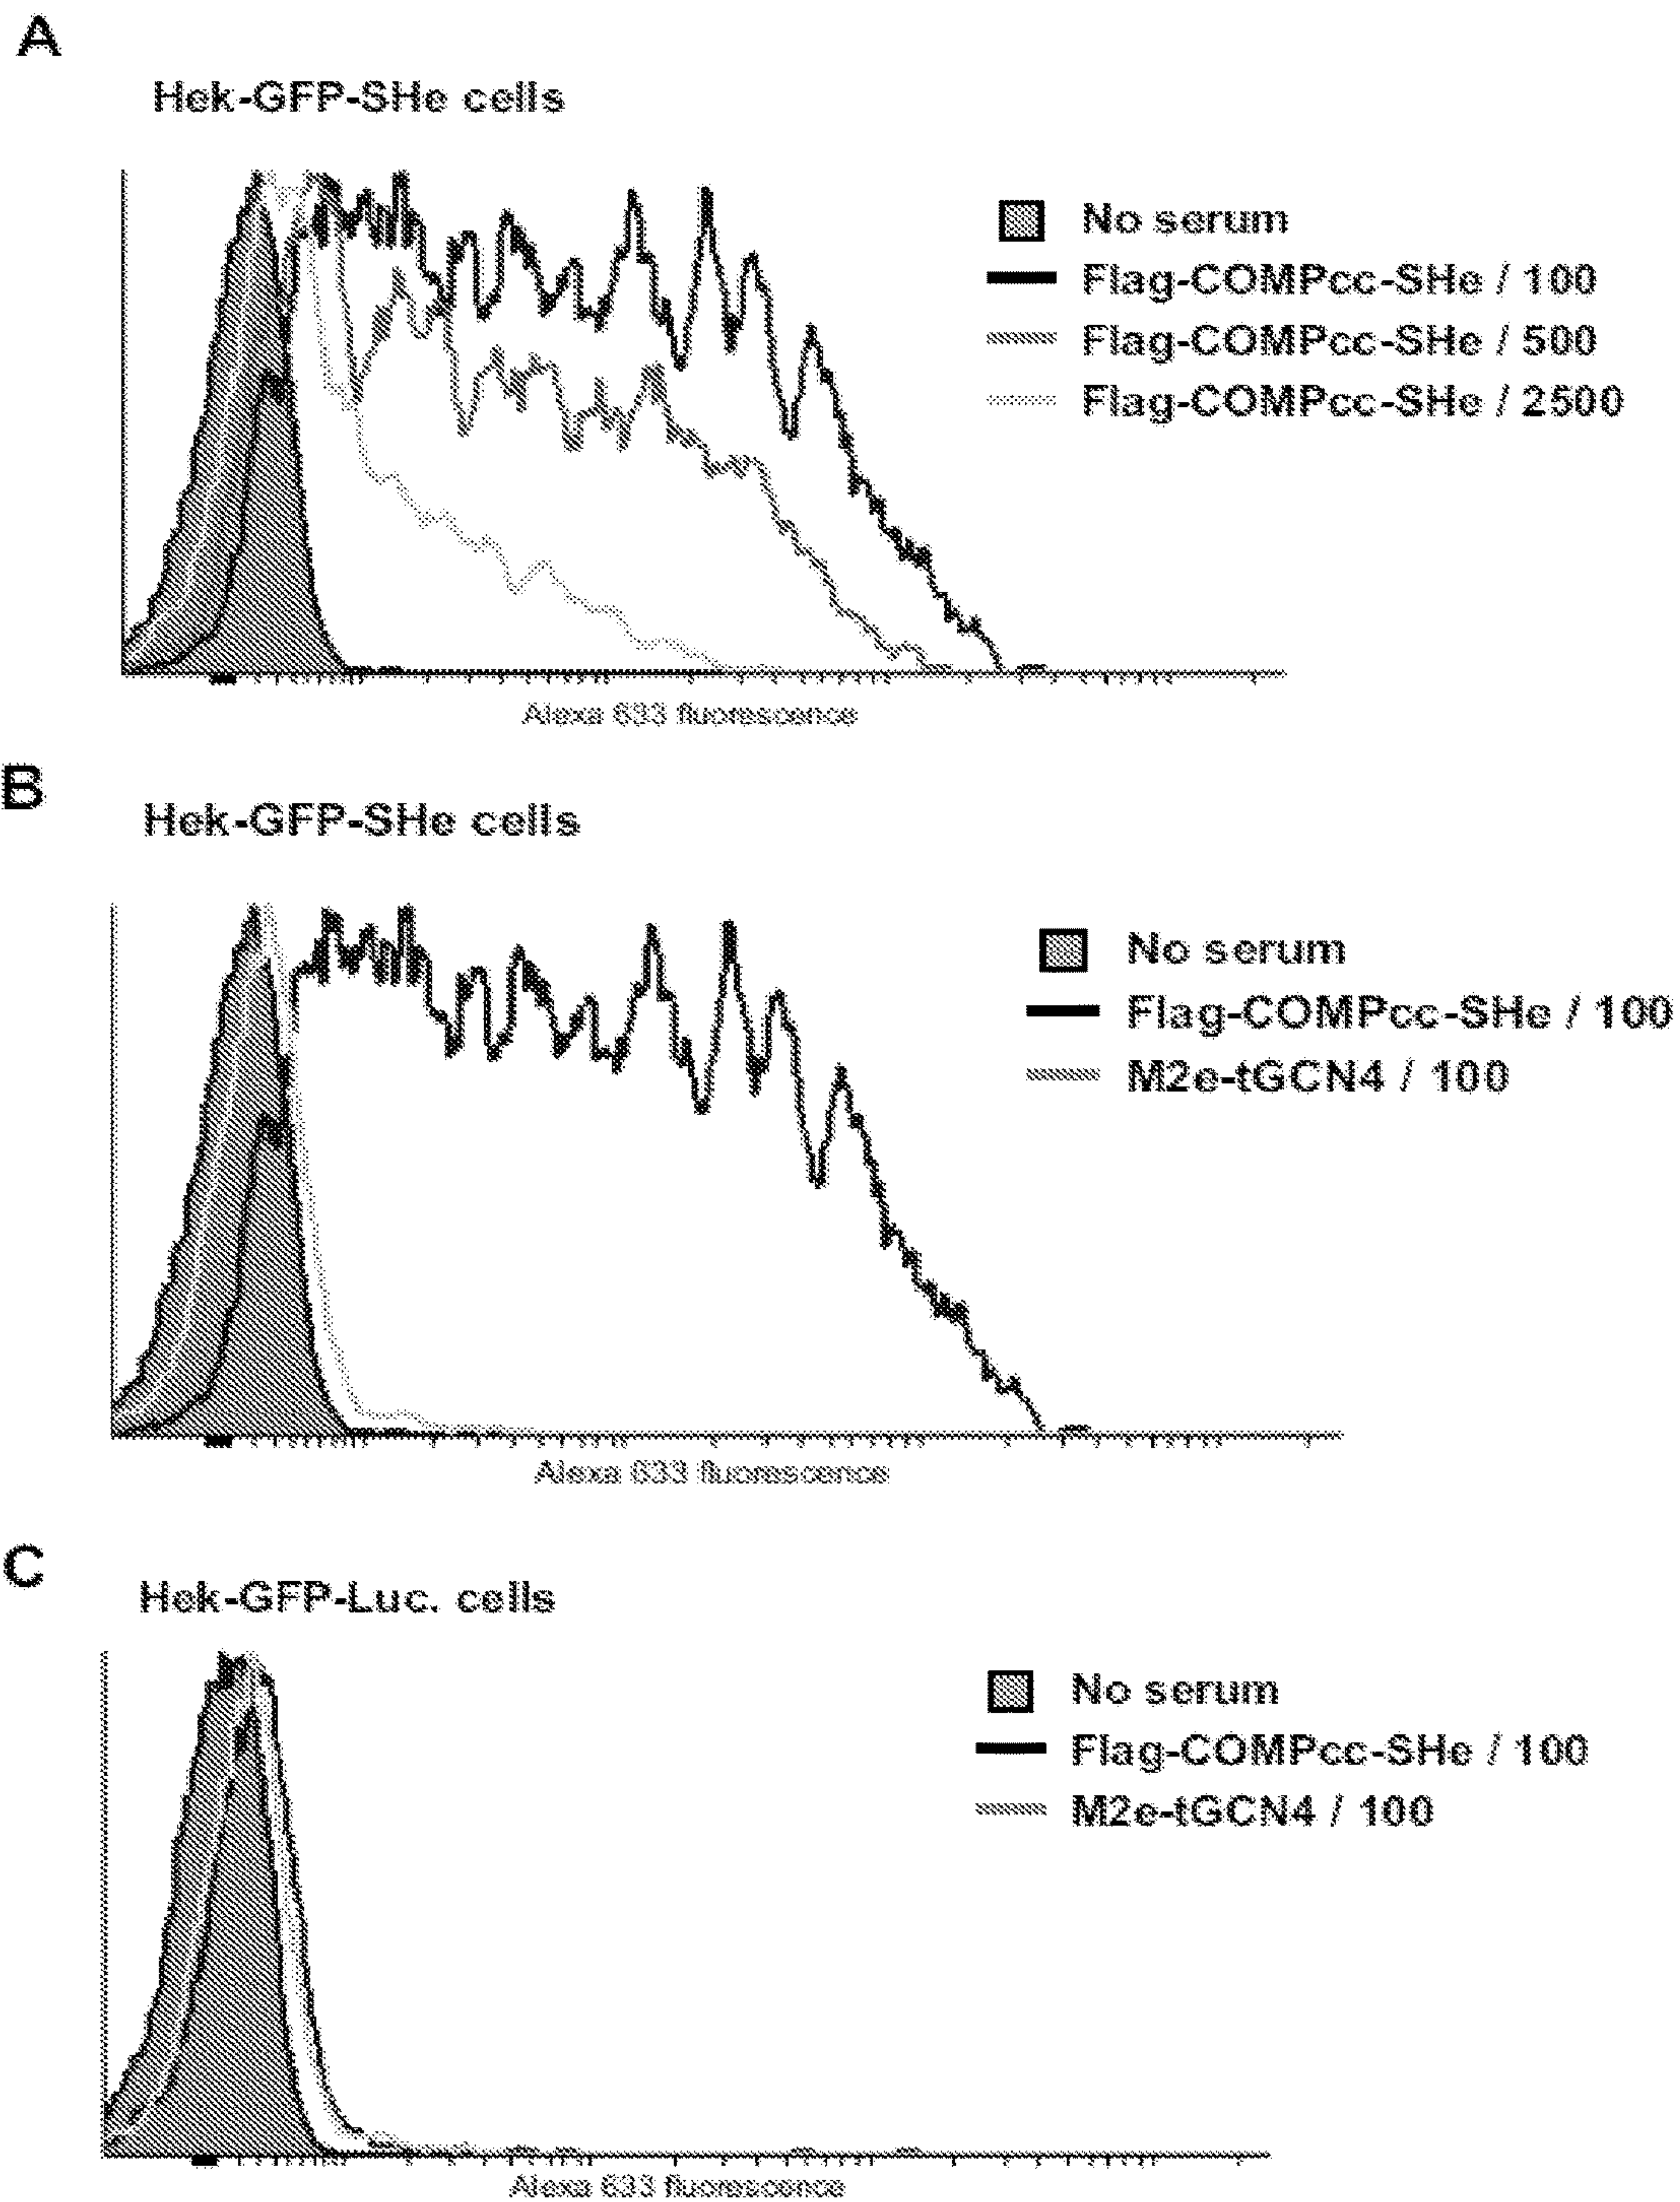 A
Hek-GFP-SHe cells
No serum
Flag-COMPcc-SHe / 100
Flag-COMPcc-SHe / 500
Flag-COMPcc-SHe / 2500
Alexa 633 fluorescence
B
Hek-GFP-SHe cells
No serum
Flag-COMPcc-SHe / 100
M2e-tGCN4 / 100
Alexa 633 fluorescence
C
Hek-GFP-Luc. cells
No serum
Flag-COMPcc-SHe / 100
M2e-tGCN4 / 100
Alexa 633 fluorescence